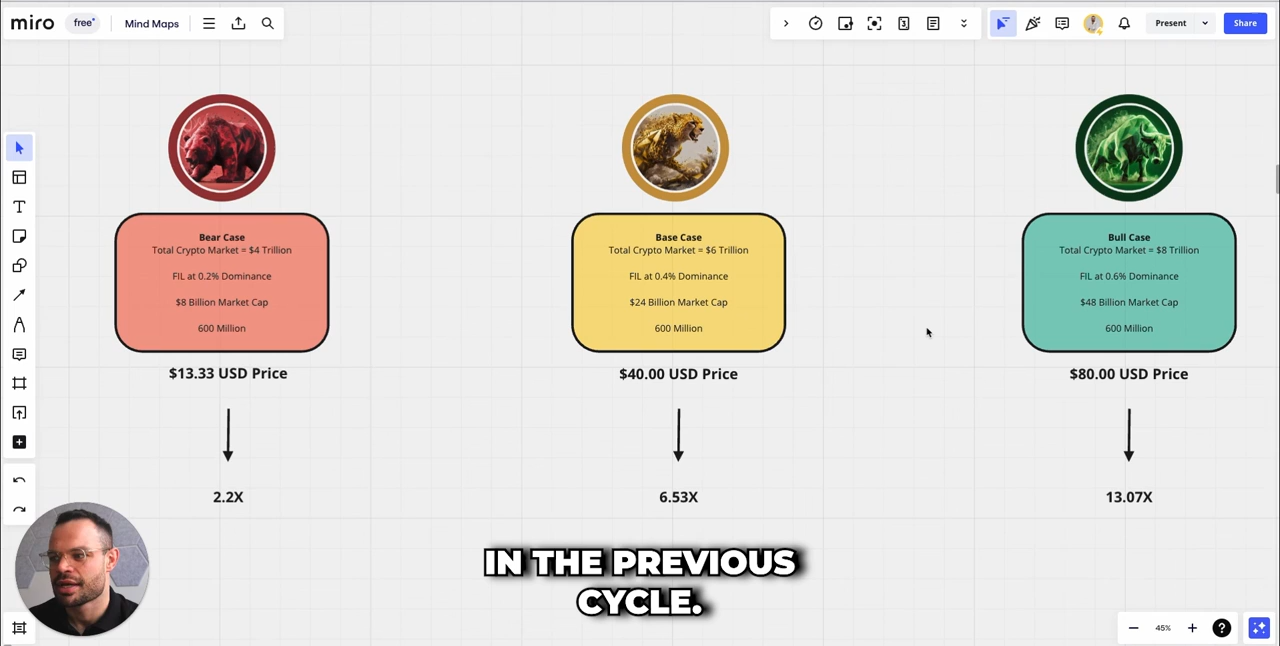 miro free Mind Maps
3
Present
Share
Bear Case
Total Crypto Market = $4 Trillion
FIL at 0.2% Dominance
$8 Billion Market Cap
600 Million
$13.33 USD Price
2.2X
Base Case
Total Crypto Market = $6 Trillion
FIL at 0.4% Dominance
$24 Billion Market Cap
600 Million
$40.00 USD Price
6.53X
Bull Case
Total Crypto Market = $8 Trillion
FIL at 0.6% Dominance
$48 Billion Market Cap
600 Million
$80.00 USD Price
13.07X
IN THE PREVIOUS
CYCLE.
45%
?